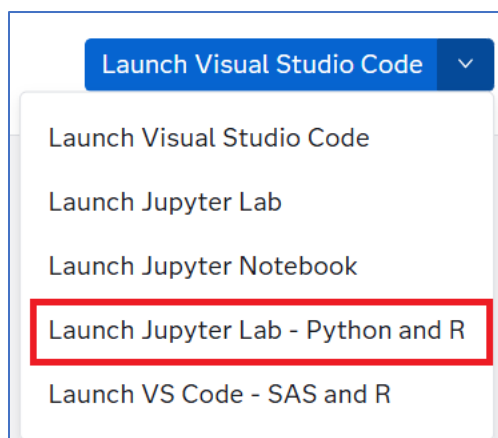 Launch Visual Studio Code
Launch Visual Studio Code
Launch Jupyter Lab
Launch Jupyter Notebook
Launch Jupyter Lab - Python and R
Launch VS Code - SAS and R